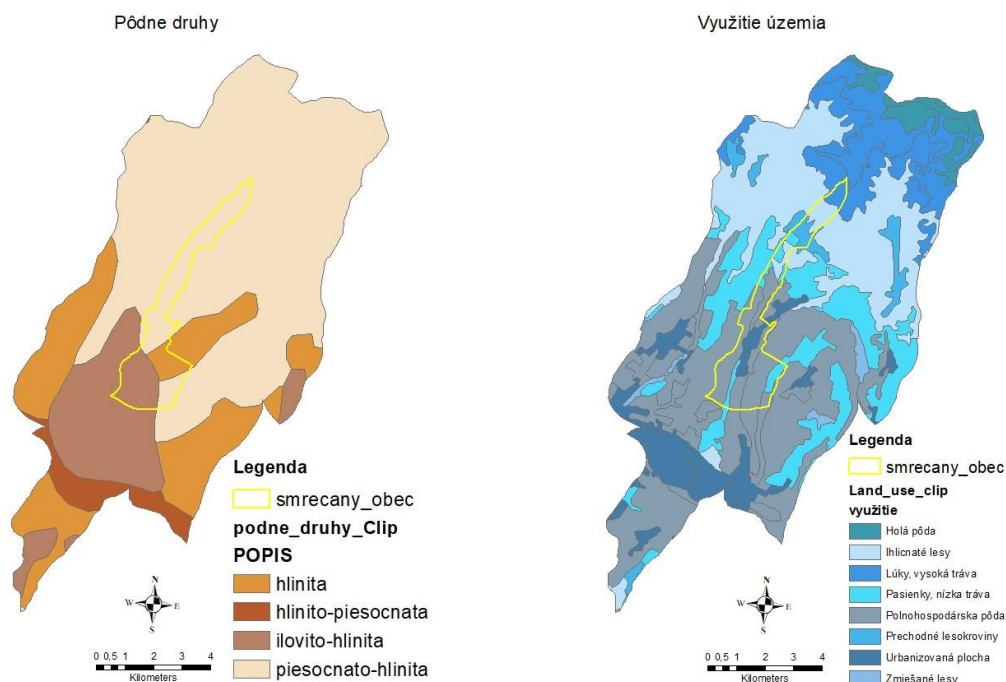 Pôdne druhy
Legenda
smrecany_obec
podne_druhy_Clip
POPIS
hlinita
hlinito-piesocnata
ilovito-hlinita
piesocnato-hlinita
N
W E
S
0 0,5 1 2 3 4
Kilometers
Využitie územia
Legenda
smrecany_obec
Land_use_clip
využitie
Holá pôda
Ihlicnaté lesy
Lúky, vysoká tráva
Pasienky, nízka tráva
Polnohospodárska pôda
Prechodné lesokroviny
Urbanizovaná plocha
Zmiešané lesy
N
W E
S
0 0,5 1 2 3 4
Kilometers